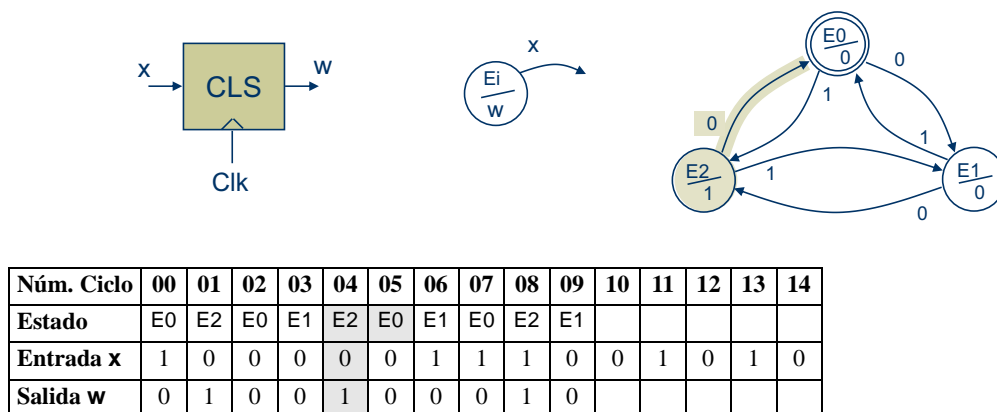 x CLS w
Clk
x
Ei
w
E0
0
0
1
0
1
E2
1
1
E1
0
0
Núm. Ciclo 00 01 02 03 04 05 06 07 08 09 10 11 12 13 14
Estado E0 E2 E0 E1 E2 E0 E1 E0 E2 E1
Entrada x 1 0 0 0 0 0 1 1 1 0 0 1 0 1 0
Salida w 0 1 0 0 1 0 0 0 1 0